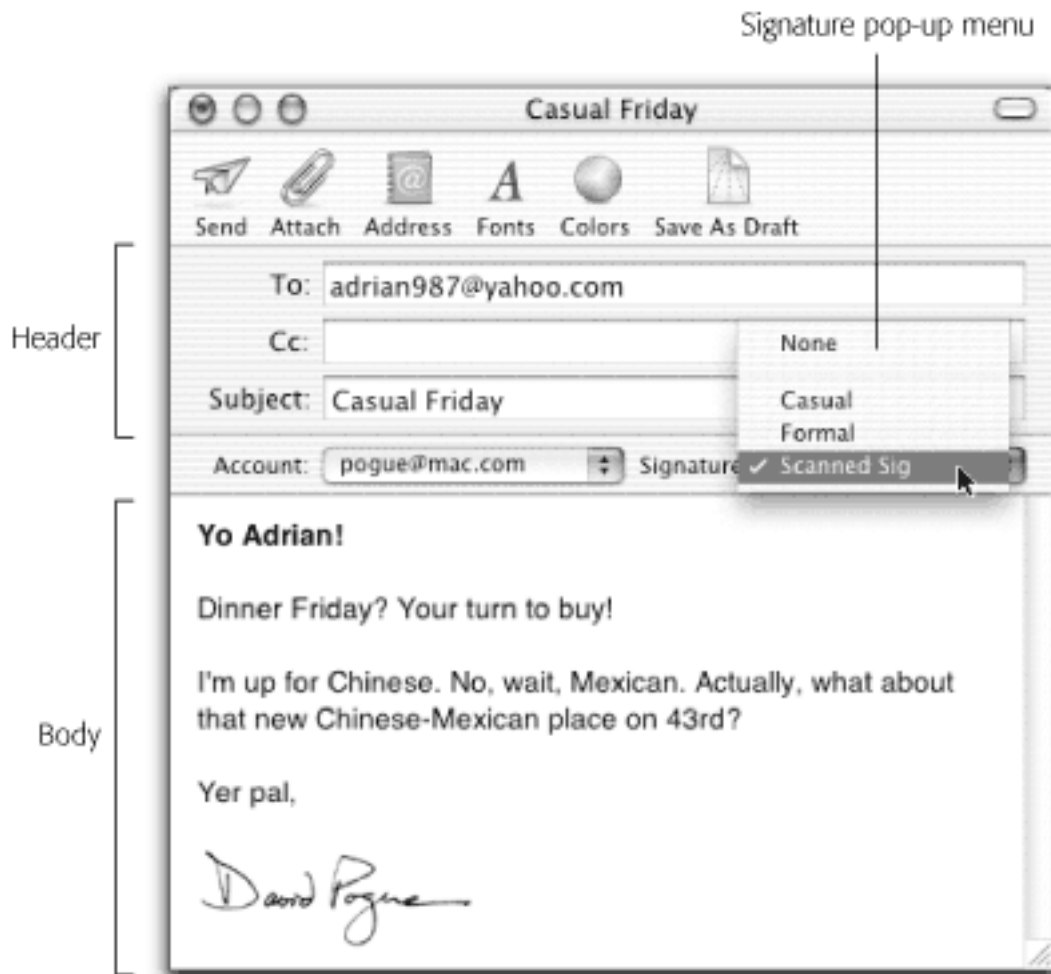 Signature pop-up menu
Casual Friday
Send Attach Address Fonts Colors Save As Draft
Header
To: adrian987@yahoo.com
Cc:
Subject: Casual Friday
None
Casual
Formal
✓ Scanned Sig
Account: pogue@mac.com Signature
Body
Yo Adrian!
Dinner Friday? Your turn to buy!
I'm up for Chinese. No, wait, Mexican. Actually, what about
that new Chinese-Mexican place on 43rd?
Yer pal,
David Pogue